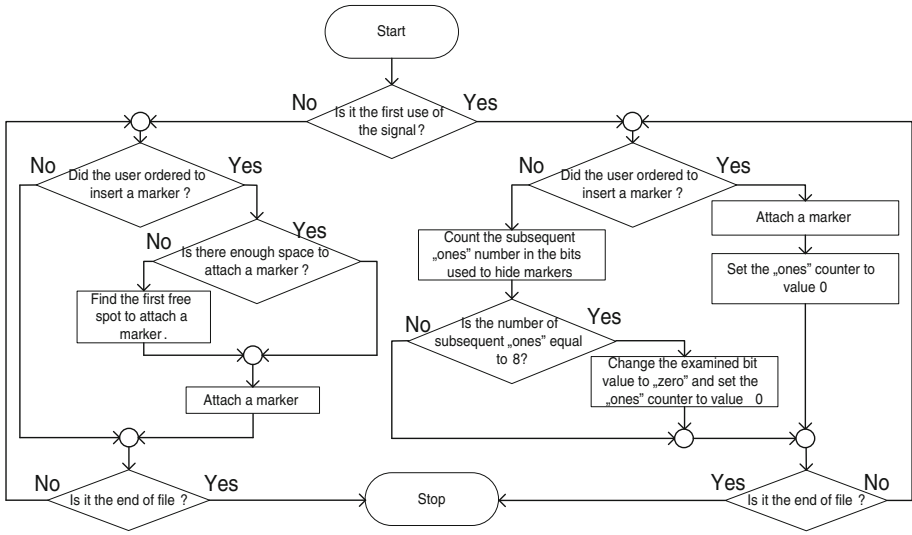 Start
Is it the first use of
the signal?
No
Yes
Did the user ordered to
insert a marker ?
No
Yes
Is there enough space to
attach a marker ?
No
Yes
Find the first free
spot to attach a
marker .
Attach a marker
Is it the end of file ?
No
Yes
Did the user ordered to
insert a marker ?
No
Yes
Attach a marker
Set the „ones” counter to
value 0
Count the subsequent
„ones” number in the bits
used to hide markers
Is the number of
subsequent „ones” equal
to 8?
No
Yes
Change the examined bit
value to „zero” and set the
„ones” counter to value 0
Is it the end of file ?
Yes
No
Stop